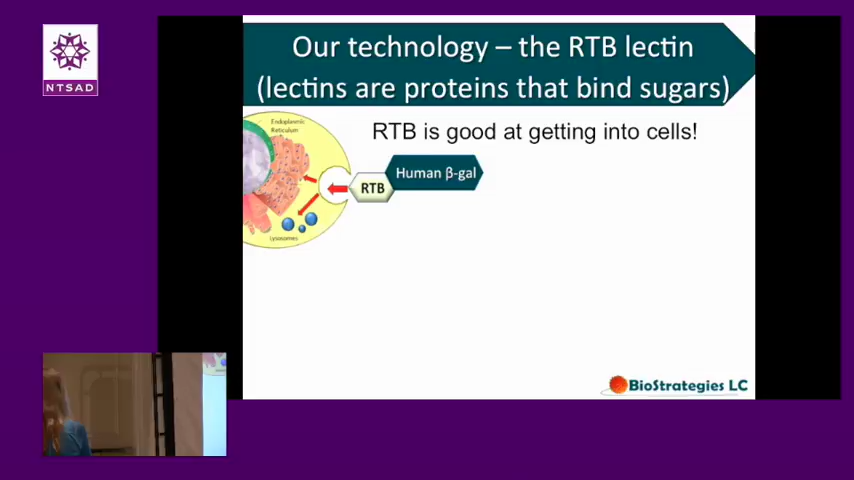 NTSAD
Our technology – the RTB lectin
(lectins are proteins that bind sugars)
RTB is good at getting into cells!
Endoplasmic
Reticulum
RTB
Human β-gal
Lysosomes
BioStrategies LC